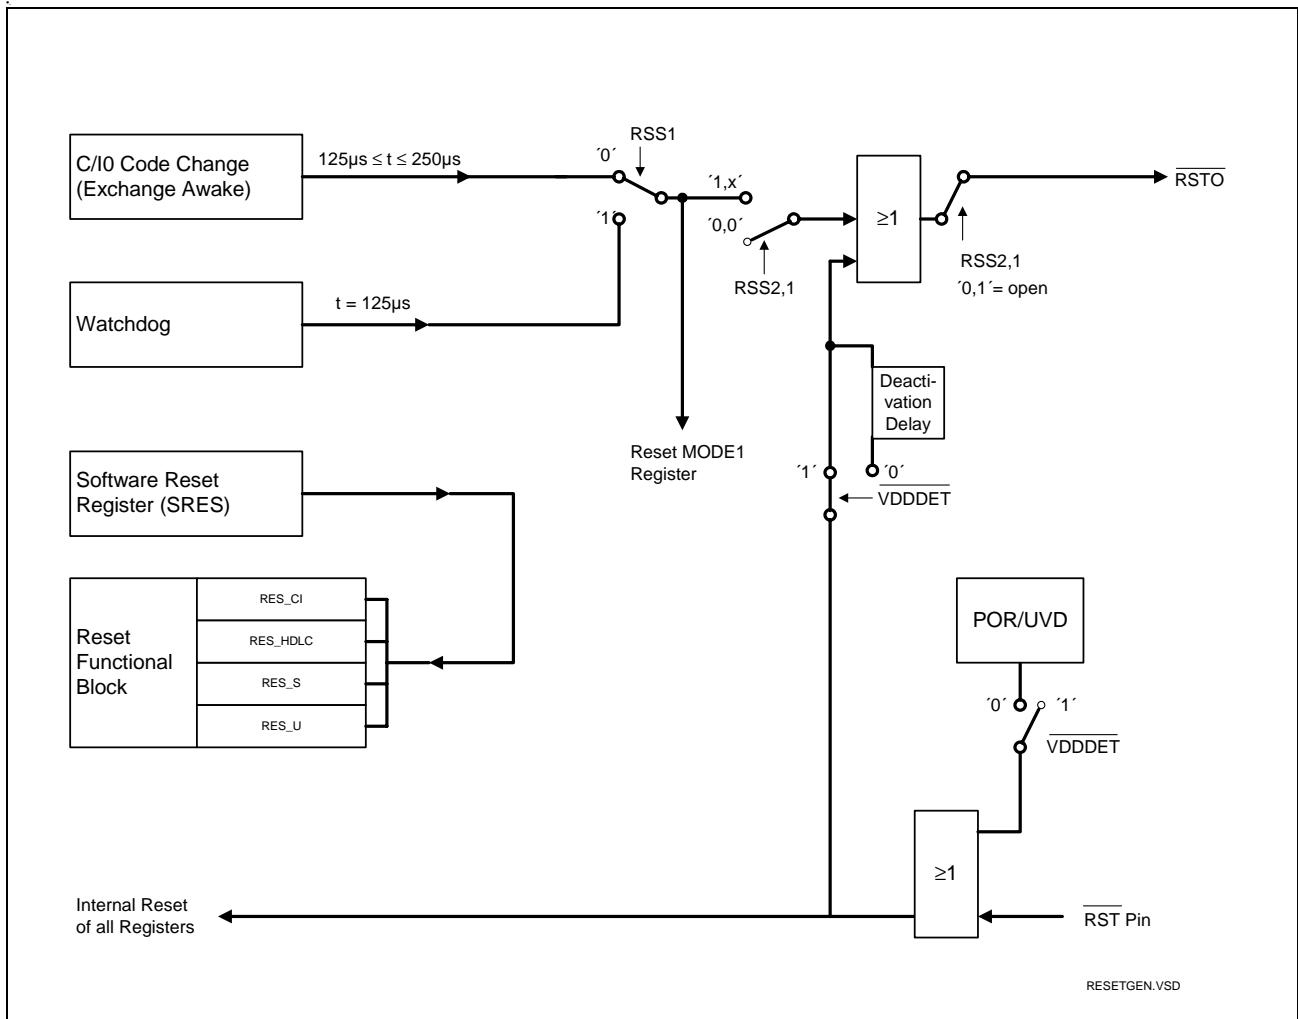 C/I0 Code Change
(Exchange Awake)
125µs ≤ t ≤ 250µs
´0´
RSS1
´1´
´1,x´
´0,0´
RSS2,1
≥1
RSTO
RSS2,1
´0,1´= open
Watchdog
t = 125µs
Deacti-
vation
Delay
Reset MODE1
Register
´1´
´0´
VDDDET
Software Reset
Register (SRES)
Reset
Functional
Block
RES_CI
RES_HDLC
RES_S
RES_U
POR/UVD
´0´
´1´
VDDDET
≥1
Internal Reset
of all Registers
RST Pin
RESETGEN.VSD